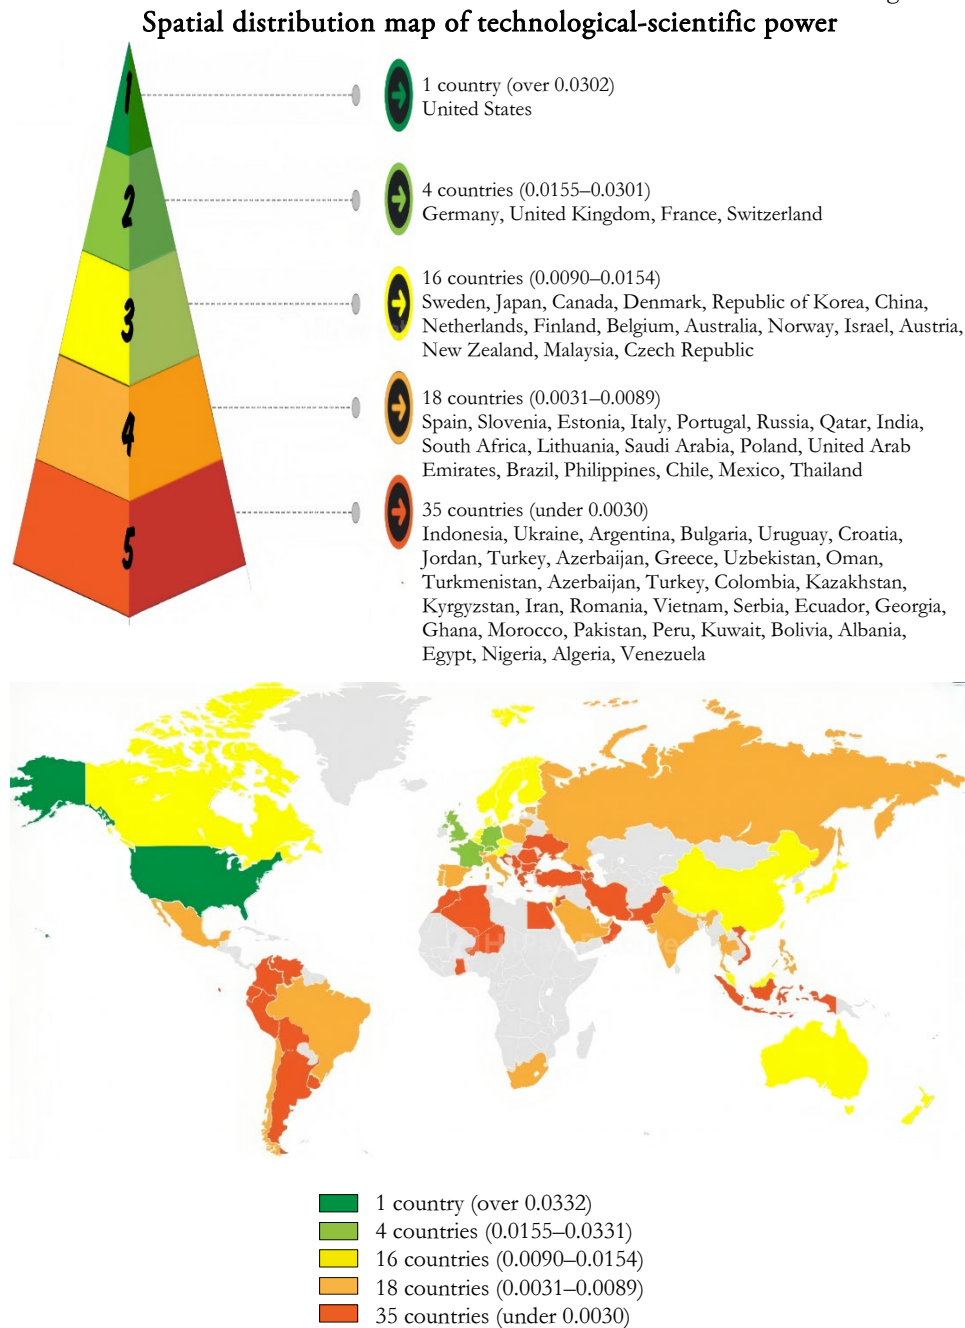 Spatial distribution map of technological-scientific power
1
1 country (over 0.0302)
United States
2
4 countries (0.0155–0.0301)
Germany, United Kingdom, France, Switzerland
3
16 countries (0.0090–0.0154)
Sweden, Japan, Canada, Denmark, Republic of Korea, China,
Netherlands, Finland, Belgium, Australia, Norway, Israel, Austria,
New Zealand, Malaysia, Czech Republic
4
18 countries (0.0031–0.0089)
Spain, Slovenia, Estonia, Italy, Portugal, Russia, Qatar, India,
South Africa, Lithuania, Saudi Arabia, Poland, United Arab
Emirates, Brazil, Philippines, Chile, Mexico, Thailand
5
35 countries (under 0.0030)
Indonesia, Ukraine, Argentina, Bulgaria, Uruguay, Croatia,
Jordan, Turkey, Azerbaijan, Greece, Uzbekistan, Oman,
Turkmenistan, Azerbaijan, Turkey, Colombia, Kazakhstan,
Kyrgyzstan, Iran, Romania, Vietnam, Serbia, Ecuador, Georgia,
Ghana, Morocco, Pakistan, Peru, Kuwait, Bolivia, Albania,
Egypt, Nigeria, Algeria, Venezuela
1 country (over 0.0332)
4 countries (0.0155–0.0331)
16 countries (0.0090–0.0154)
18 countries (0.0031–0.0089)
35 countries (under 0.0030)